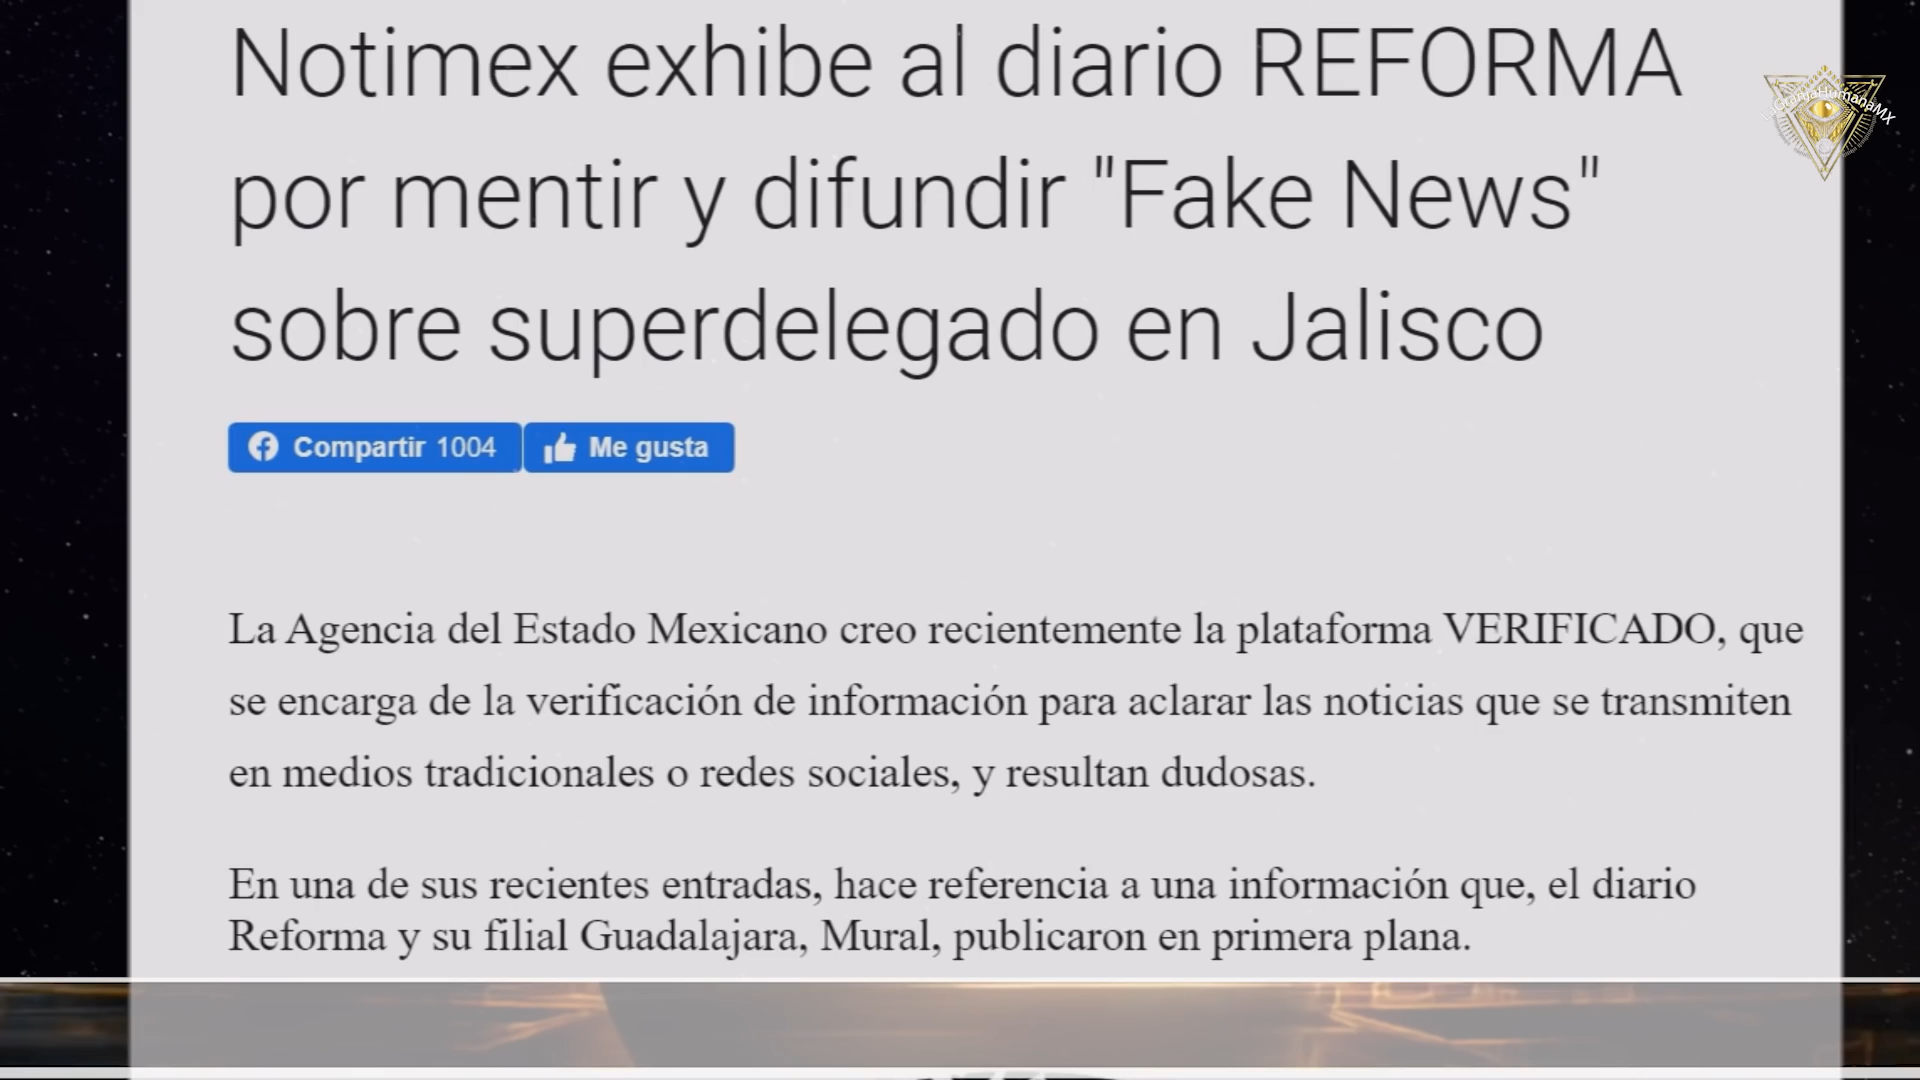 Notimex exhibe al diario REFORMA
por mentir y difundir "Fake News"
sobre superdelegado en Jalisco
LaGranjaHumanaMX
Compartir 1004
Me gusta
La Agencia del Estado Mexicano creo recientemente la plataforma VERIFICADO, que
se encarga de la verificación de información para aclarar las noticias que se transmiten
en medios tradicionales o redes sociales, y resultan dudosas.
En una de sus recientes entradas, hace referencia a una información que, el diario
Reforma y su filial Guadalajara, Mural, publicaron en primera plana.